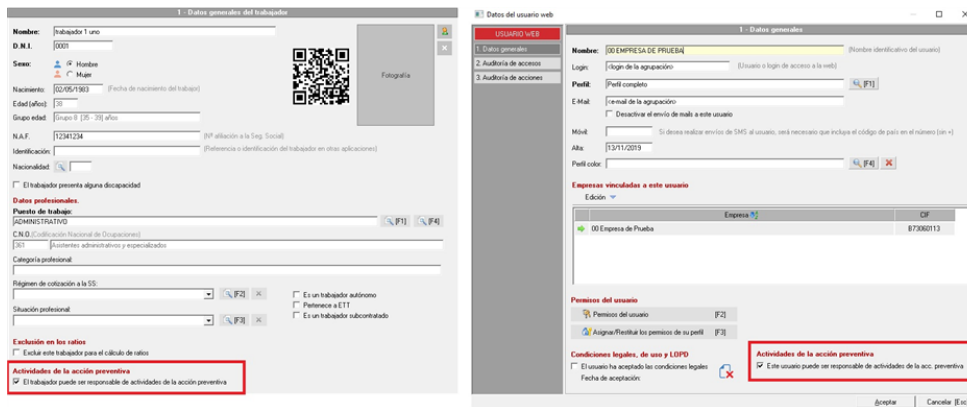 1 - Datos generales del trabajador
Nombre: trabajador 1 uno
D.N.I. 0001
Sexo: Hombre
Mujer
Fotografía
Nacimiento: 02/05/1983 (Fecha de nacimiento del trabajor)
Edad (años): 38
Grupo edad: Grupo 8 [35 - 39] años
N.A.F. 12341234 (Nº afiliación a la Seg. Social)
Identificación: (Referencia o identificación del trabajador en otras aplicaciones)
Nacionalidad:
El trabajador presenta alguna discapacidad
Datos profesionales.
Puesto de trabajo:
ADMINISTRATIVO [F1] [F4]
C.N.O.(Codificación Nacional de Ocupaciones)
361 Asistentes administrativos y especializados
Categoría profesional:
Régimen de cotización a la SS:
[F2]
Es un trabajador autónomo
Pertenece a ETT
Es un trabajador subcontratado
Situación profesional:
[F3]
Exclusión en los ratios
Excluir este trabajador para el cálculo de ratios
Actividades de la acción preventiva
El trabajador puede ser responsable de actividades de la acción preventiva
Datos del usuario web
USUARIO WEB
1. Datos generales
2. Auditoría de accesos
3. Auditoría de acciones
1 - Datos generales
Nombre: 00 EMPRESA DE PRUEBA (Nombre identificativo del usuario)
Login: <login de la agrupación> (Usuario o login de acceso a la web)
Perfil: Perfil completo [F1]
E-Mail: <e-mail de la agrupación>
Desactivar el envío de mails a este usuario
Móvil: Si desea realizar envíos de SMS al usuario, será necesario que incluya el código de país en el número (sin +)
Alta: 13/11/2019
Perfil color: [F4]
Empresas vinculadas a este usuario
Edición
Empresa CIF
00 Empresa de Prueba B73060113
Permisos del usuario
Permisos del usuario [F2]
Asignar/Restituir los permisos de su perfil [F3]
Condiciones legales, de uso y LOPD
El usuario ha aceptado las condiciones legales
Fecha de aceptación:
Actividades de la acción preventiva
Este usuario puede ser responsable de actividades de la acc. preventiva
Aceptar Cancelar [Esc